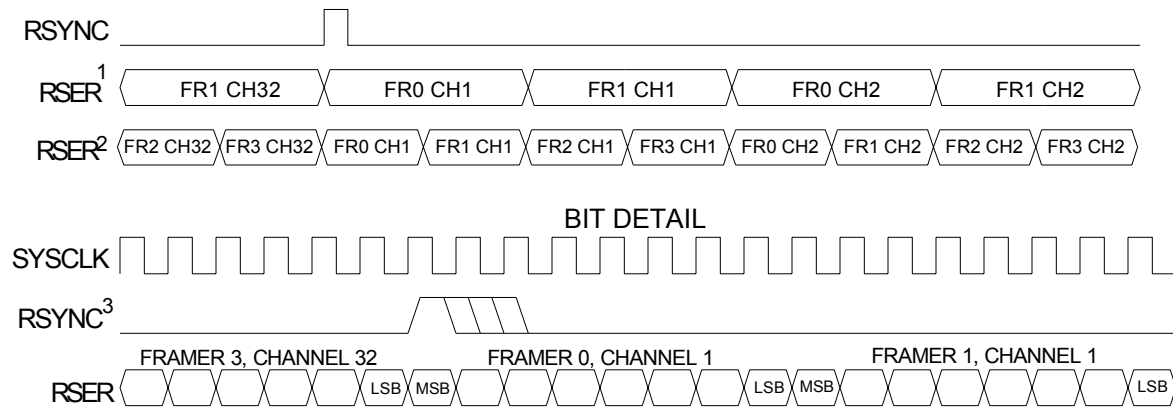 RSYNC
RSER1 FR1 CH32 FR0 CH1 FR1 CH1 FR0 CH2 FR1 CH2
RSER2 FR2 CH32 FR3 CH32 FR0 CH1 FR1 CH1 FR2 CH1 FR3 CH1 FR0 CH2 FR1 CH2 FR2 CH2 FR3 CH2
BIT DETAIL
SYSCLK
RSYNC3
FRAMER 3, CHANNEL 32 FRAMER 0, CHANNEL 1 FRAMER 1, CHANNEL 1
RSER LSB MSB LSB MSB LSB